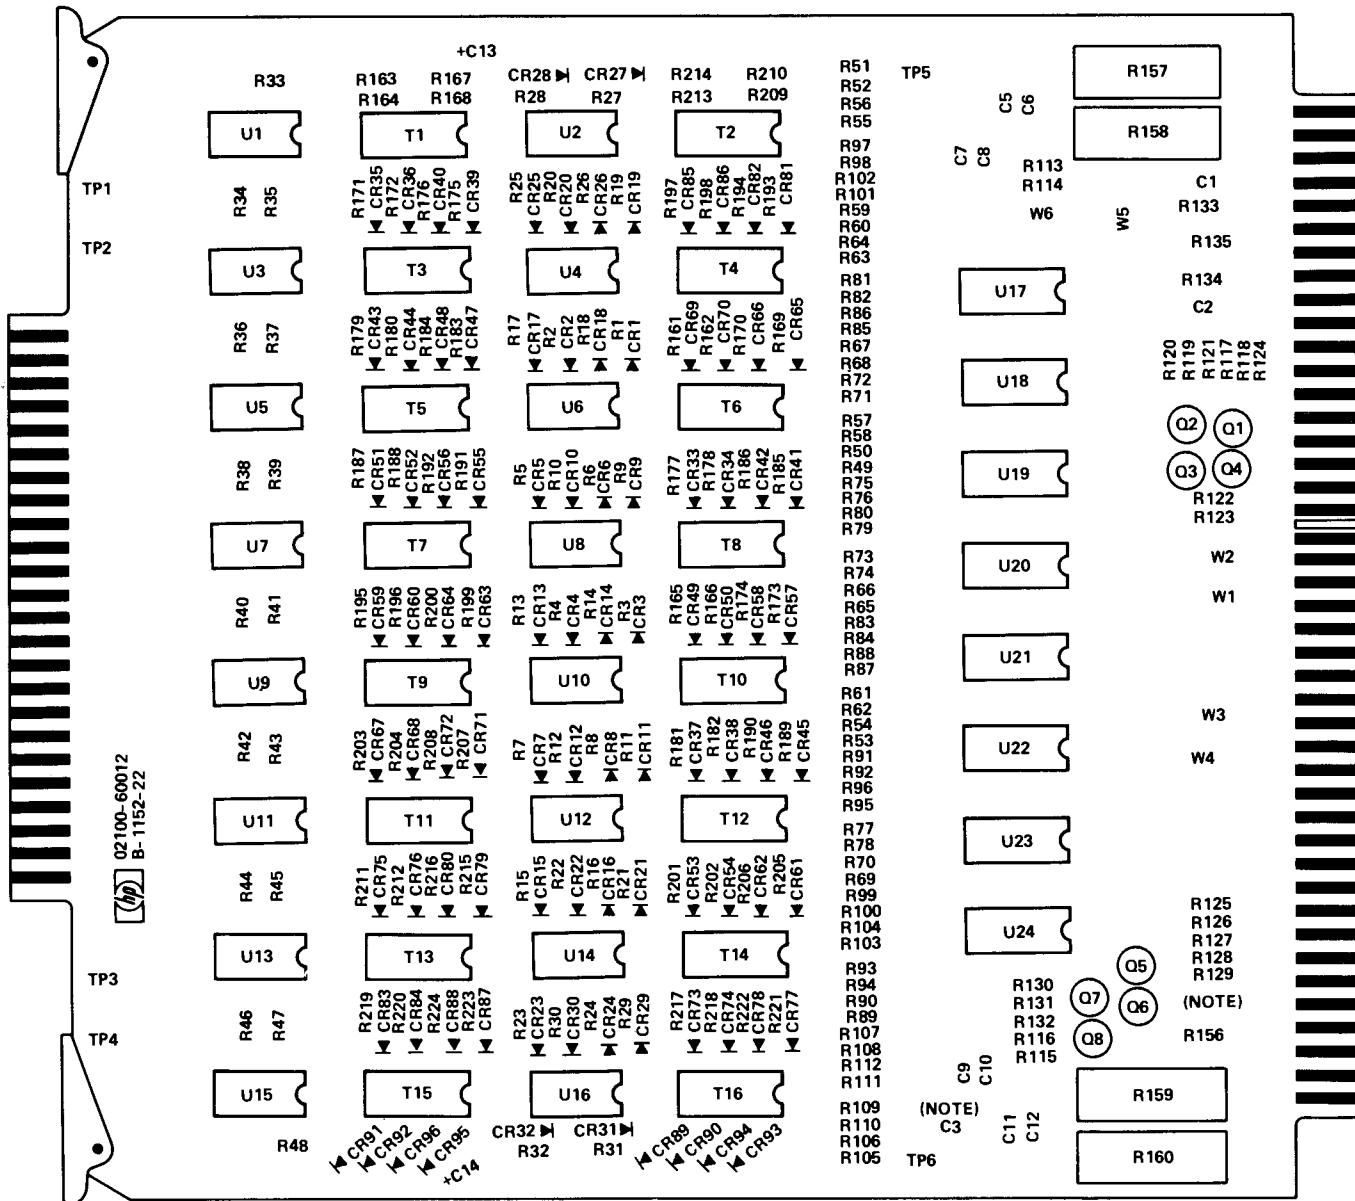 +C13
R33
R163 R167
R164 R168
CR28 CR27
R28 R27
R214 R210
R213 R209
U1 T1 U2 T2
TP1
R34 R35
R171 CR35 R172 CR36 R176 CR40 R175 CR39
R25 CR25 R20 CR20 R26 CR26 R19 CR19
R197 CR85 R198 CR86 R194 CR82 R193 CR81
TP2
U3 T3 U4 T4
R36 R37
R179 CR43 R180 CR44 R184 CR48 R183 CR47
R17 CR17 R2 CR2 R18 CR18 R1 CR1
R161 CR69 R162 CR70 R170 CR66 R169 CR65
U5 T5 U6 T6
R38 R39
R187 CR51 R188 CR52 R192 CR56 R191 CR55
R5 CR5 R10 CR10 R6 CR6 R9 CR9
R177 CR33 R178 CR34 R186 CR42 R185 CR41
U7 T7 U8 T8
R40 R41
R195 CR59 R196 CR60 R200 CR64 R199 CR63
R13 CR13 R4 CR4 R14 CR14 R3 CR3
R165 CR49 R166 CR50 R174 CR58 R173 CR57
U9 T9 U10 T10
R42 R43
R203 CR67 R204 CR68 R208 CR72 R207 CR71
R7 CR7 R12 CR12 R8 CR8 R11 CR11
R181 CR37 R182 CR38 R190 CR46 R189 CR45
02100-60012
B-1152-22
hp
U11 T11 U12 T12
R44 R45
R211 CR75 R212 CR76 R216 CR80 R215 CR79
R15 CR15 R22 CR22 R16 CR16 R21 CR21
R201 CR53 R202 CR54 R206 CR62 R205 CR61
U13 T13 U14 T14
TP3
R46 R47
R219 CR83 R220 CR84 R224 CR88 R223 CR87
R23 CR23 R30 CR30 R24 CR24 R29 CR29
R217 CR73 R218 CR74 R222 CR78 R221 CR77
TP4
U15 T15 U16 T16
R48
CR91 CR92 CR96 CR95
+C14
CR32 CR31
R32 R31
CR89 CR90 CR94 CR93
R51
R52
R56
R55
R97
R98
R102
R101
R59
R60
R64
R63
R81
R82
R86
R85
R67
R68
R72
R71
R57
R58
R50
R49
R75
R76
R80
R79
R73
R74
R66
R65
R83
R84
R88
R87
R61
R62
R54
R53
R91
R92
R96
R95
R77
R78
R70
R69
R99
R100
R104
R103
R93
R94
R90
R89
R107
R108
R112
R111
R109
R110
R106
R105
TP5
C5 C6
R157
R158
C7 C8
R113
R114
W6
W5
C1
R133
R135
R134
C2
U17
R120 R119 R121 R117 R118 R124
U18
Q2 Q1
Q3 Q4
U19
R122
R123
U20
W2
W1
U21
W3
U22
W4
U23
U24
R125
R126
R127
R128
R129
(NOTE)
R156
Q5
Q7 Q6
Q8
R130
R131
R132
R116
R115
C9 C10
R159
(NOTE)
C3
C11 C12
TP6
R160